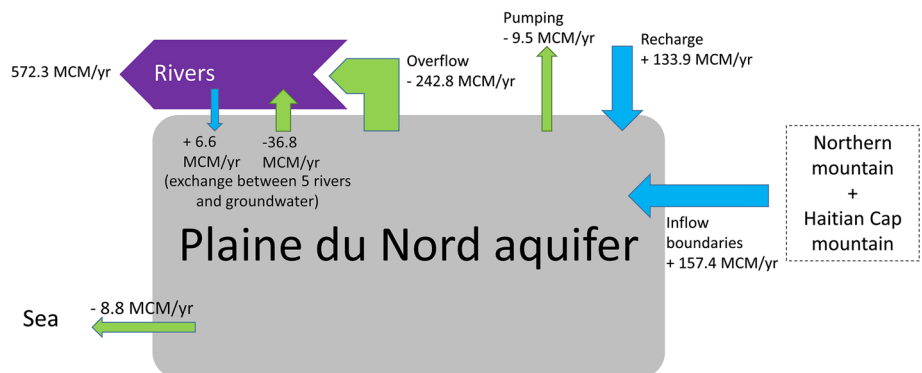 Pumping
- 9.5 MCM/yr
Recharge
+ 133.9 MCM/yr
572.3 MCM/yr
Rivers
Overflow
- 242.8 MCM/yr
+ 6.6
MCM/yr
-36.8
MCM/yr
(exchange between 5 rivers
and groundwater)
Northern
mountain
+
Haitian Cap
mountain
Plaine du Nord aquifer
Inflow
boundaries
+ 157.4 MCM/yr
- 8.8 MCM/yr
Sea